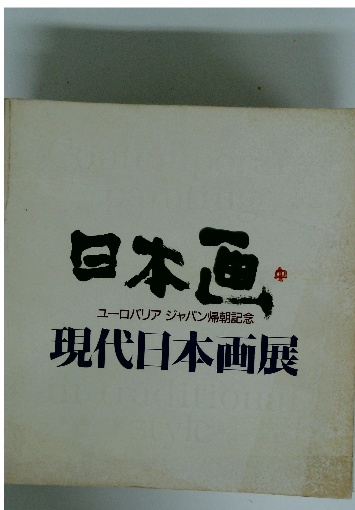 日本画
ユーロパリア ジャパン帰朝記念
現代日本画展